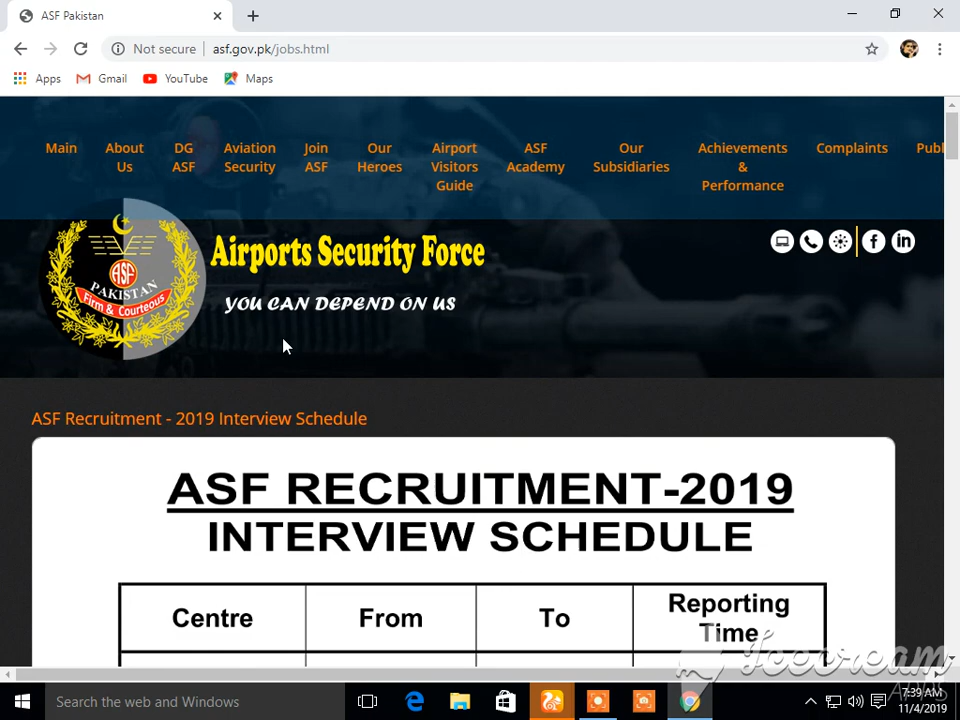 ASF Pakistan
Not secure | asf.gov.pk/jobs.html
Apps Gmail YouTube Maps
Main About Us DG ASF Aviation Security Join ASF Our Heroes Airport Visitors Guide ASF Academy Our Subsidiaries Achievements & Performance Complaints Publ
ASF
PAKISTAN
Firm & Courteous
Airports Security Force
YOU CAN DEPEND ON US
ASF Recruitment - 2019 Interview Schedule
ASF RECRUITMENT-2019
INTERVIEW SCHEDULE
Centre From To Reporting Time
Icecream
APPS
Search the web and Windows
7:39 AM
11/4/2019